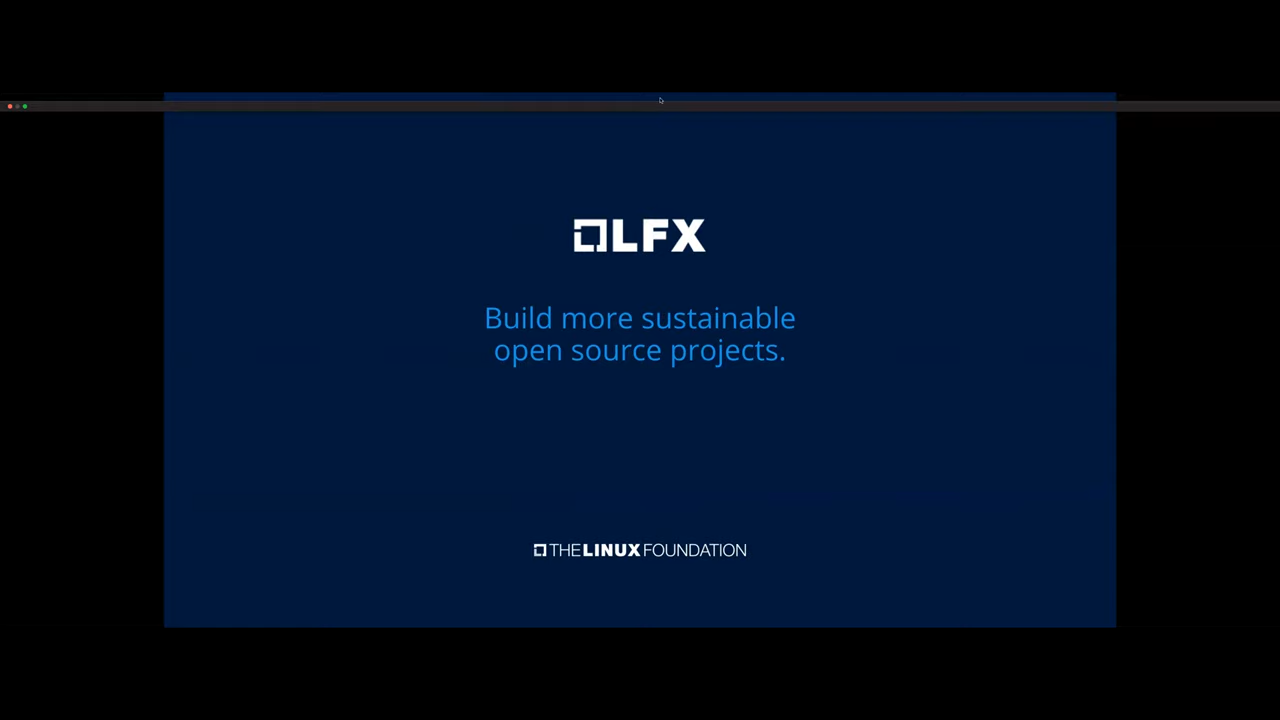 LFX
Build more sustainable
open source projects.
THE LINUX FOUNDATION